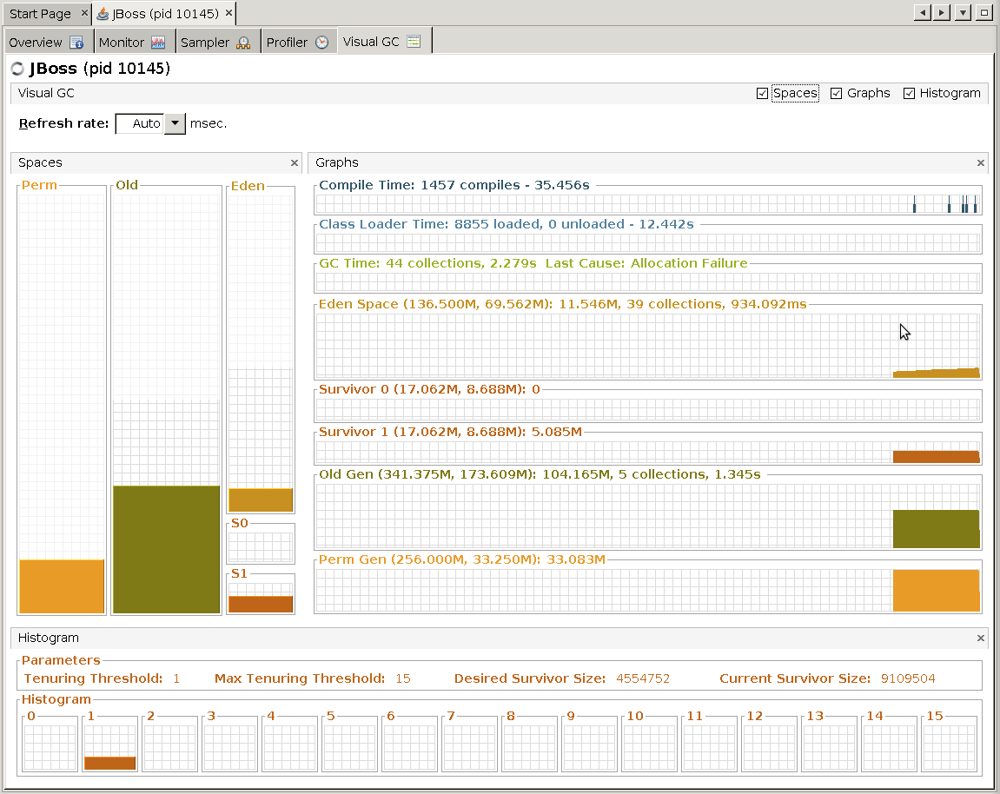 Start Page
JBoss (pid 10145)
Overview Monitor Sampler Profiler Visual GC
JBoss (pid 10145)
Visual GC Spaces Graphs Histogram
Refresh rate: Auto msec.
Spaces
Perm Old Eden
S0
S1
Graphs
Compile Time: 1457 compiles - 35.456s
Class Loader Time: 8855 loaded, 0 unloaded - 12.442s
GC Time: 44 collections, 2.279s Last Cause: Allocation Failure
Eden Space (136.500M, 69.562M): 11.546M, 39 collections, 934.092ms
Survivor 0 (17.062M, 8.688M): 0
Survivor 1 (17.062M, 8.688M): 5.085M
Old Gen (341.375M, 173.609M): 104.165M, 5 collections, 1.345s
Perm Gen (256.000M, 33.250M): 33.083M
Histogram
Parameters
Tenuring Threshold: 1 Max Tenuring Threshold: 15 Desired Survivor Size: 4554752 Current Survivor Size: 9109504
Histogram
0 1 2 3 4 5 6 7 8 9 10 11 12 13 14 15